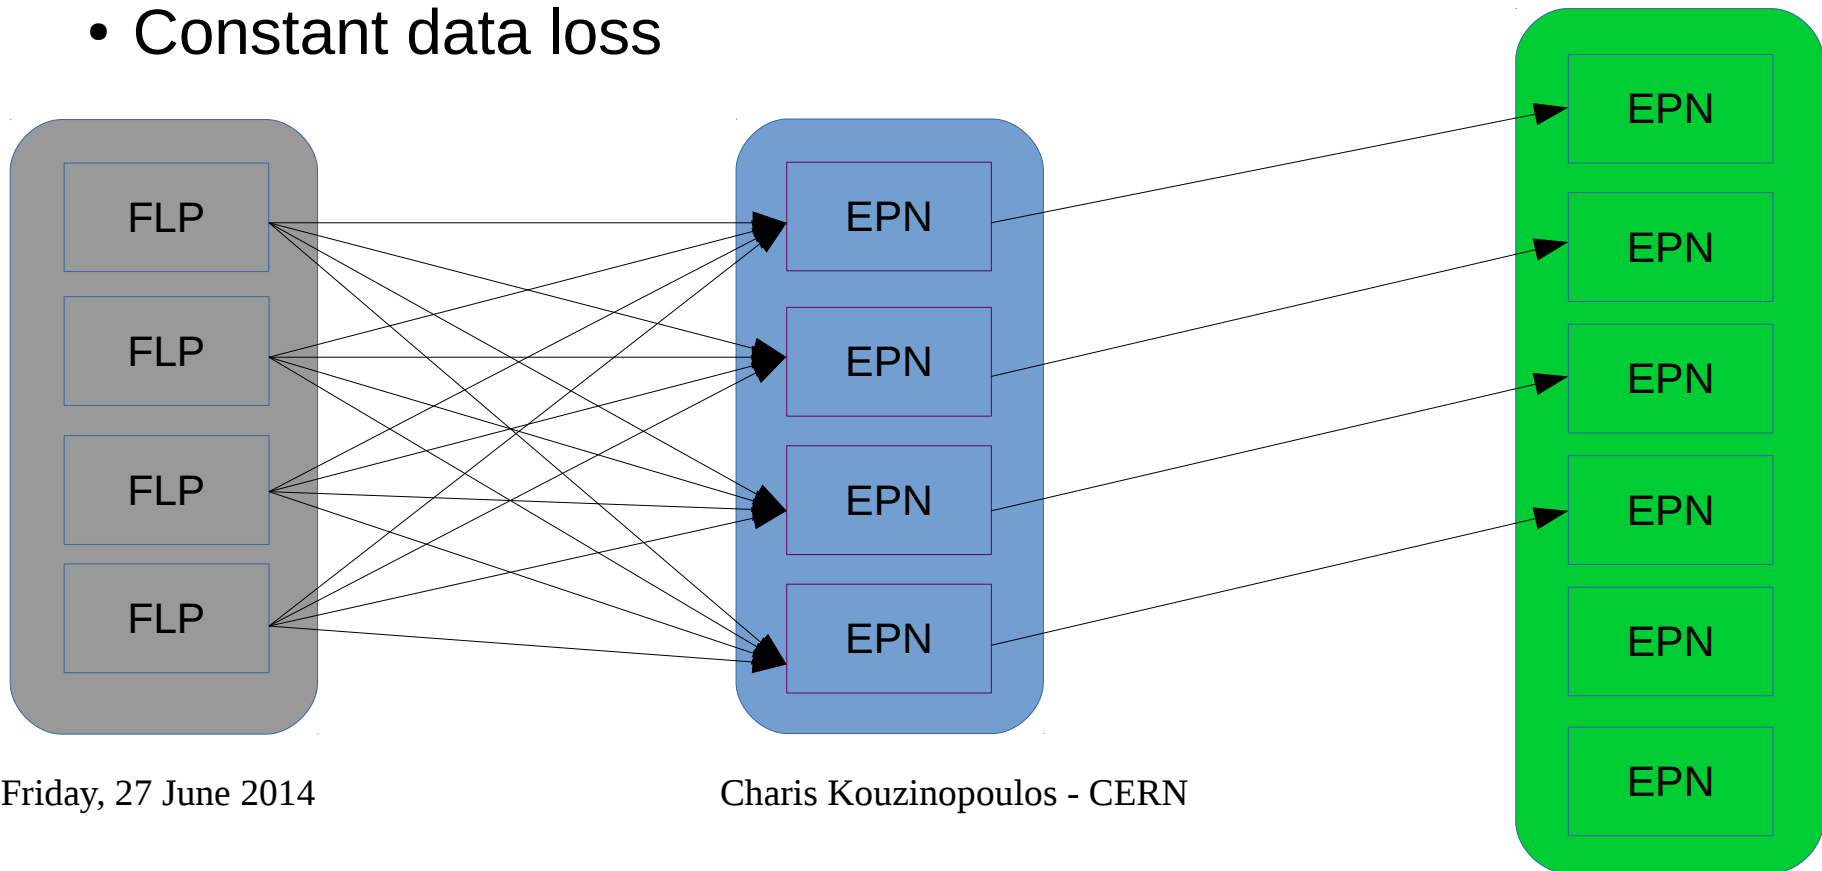 • Constant data loss
FLP
FLP
FLP
FLP
EPN
EPN
EPN
EPN
EPN
EPN
EPN
EPN
EPN
EPN
Friday, 27 June 2014
Charis Kouzinopoulos - CERN